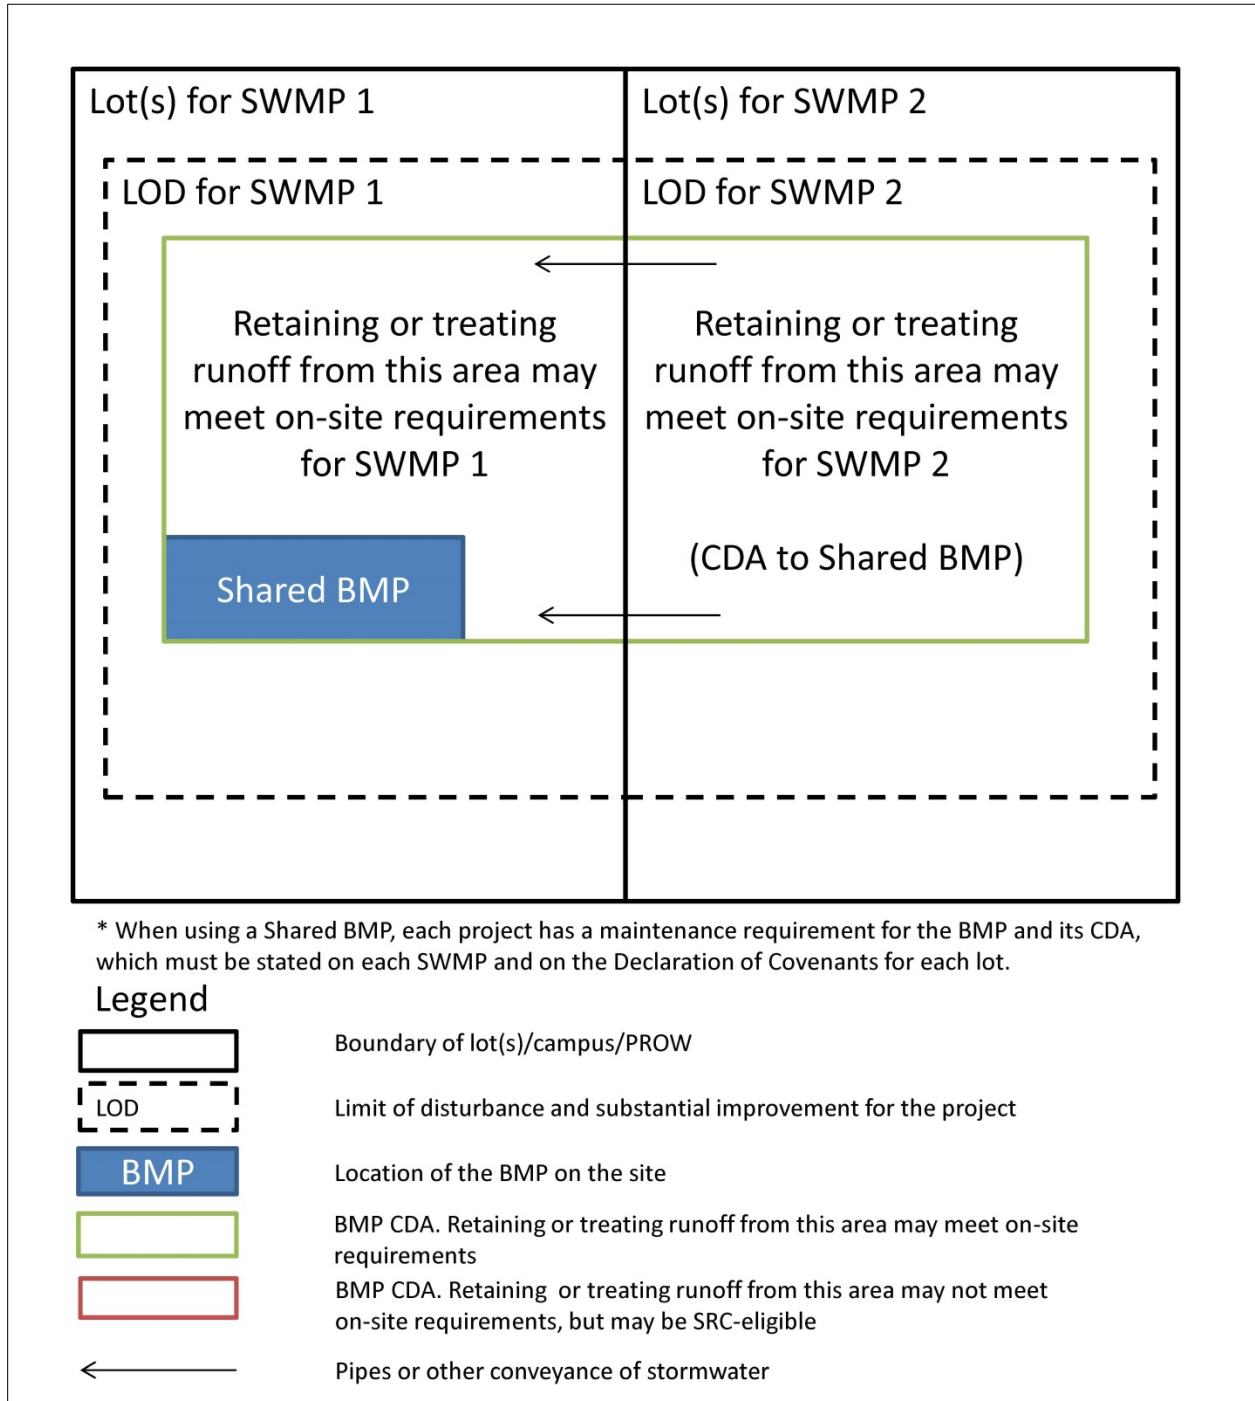 Lot(s) for SWMP 1
Lot(s) for SWMP 2
LOD for SWMP 1
LOD for SWMP 2
Retaining or treating
runoff from this area may
meet on-site requirements
for SWMP 1
Retaining or treating
runoff from this area may
meet on-site requirements
for SWMP 2
(CDA to Shared BMP)
Shared BMP
* When using a Shared BMP, each project has a maintenance requirement for the BMP and its CDA,
which must be stated on each SWMP and on the Declaration of Covenants for each lot.
Legend
Boundary of lot(s)/campus/PROW
LOD
Limit of disturbance and substantial improvement for the project
BMP
Location of the BMP on the site
BMP CDA. Retaining or treating runoff from this area may meet on-site
requirements
BMP CDA. Retaining or treating runoff from this area may not meet
on-site requirements, but may be SRC-eligible
Pipes or other conveyance of stormwater